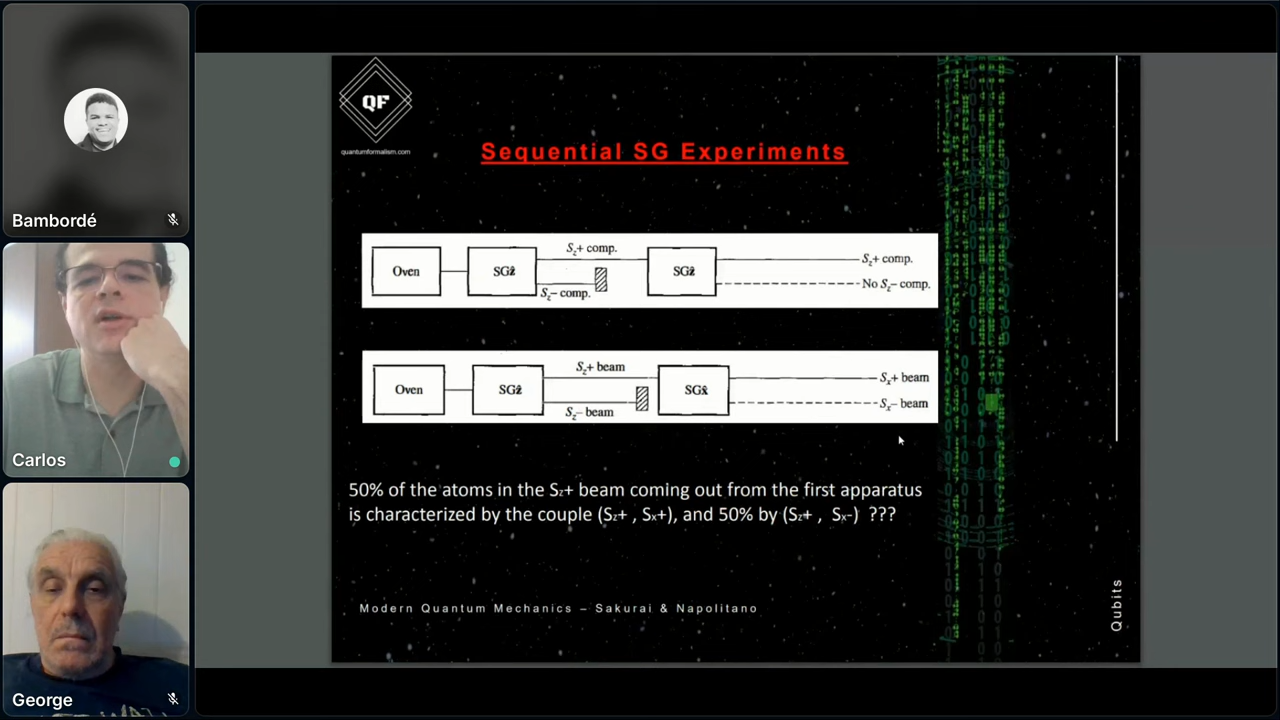 Bambordé
Carlos
George
QF
quantumformalism.com
Sequential SG Experiments
Oven
SGẑ
Sz+ comp.
Sz− comp.
SGẑ
Sz+ comp.
No Sz− comp.
Oven
SGẑ
Sz+ beam
Sz− beam
SGx̂
Sx+ beam
Sx− beam
50% of the atoms in the Sz+ beam coming out from the first apparatus
is characterized by the couple (Sz+ , Sx+), and 50% by (Sz+ , Sx-) ???
Modern Quantum Mechanics – Sakurai & Napolitano
Qubits